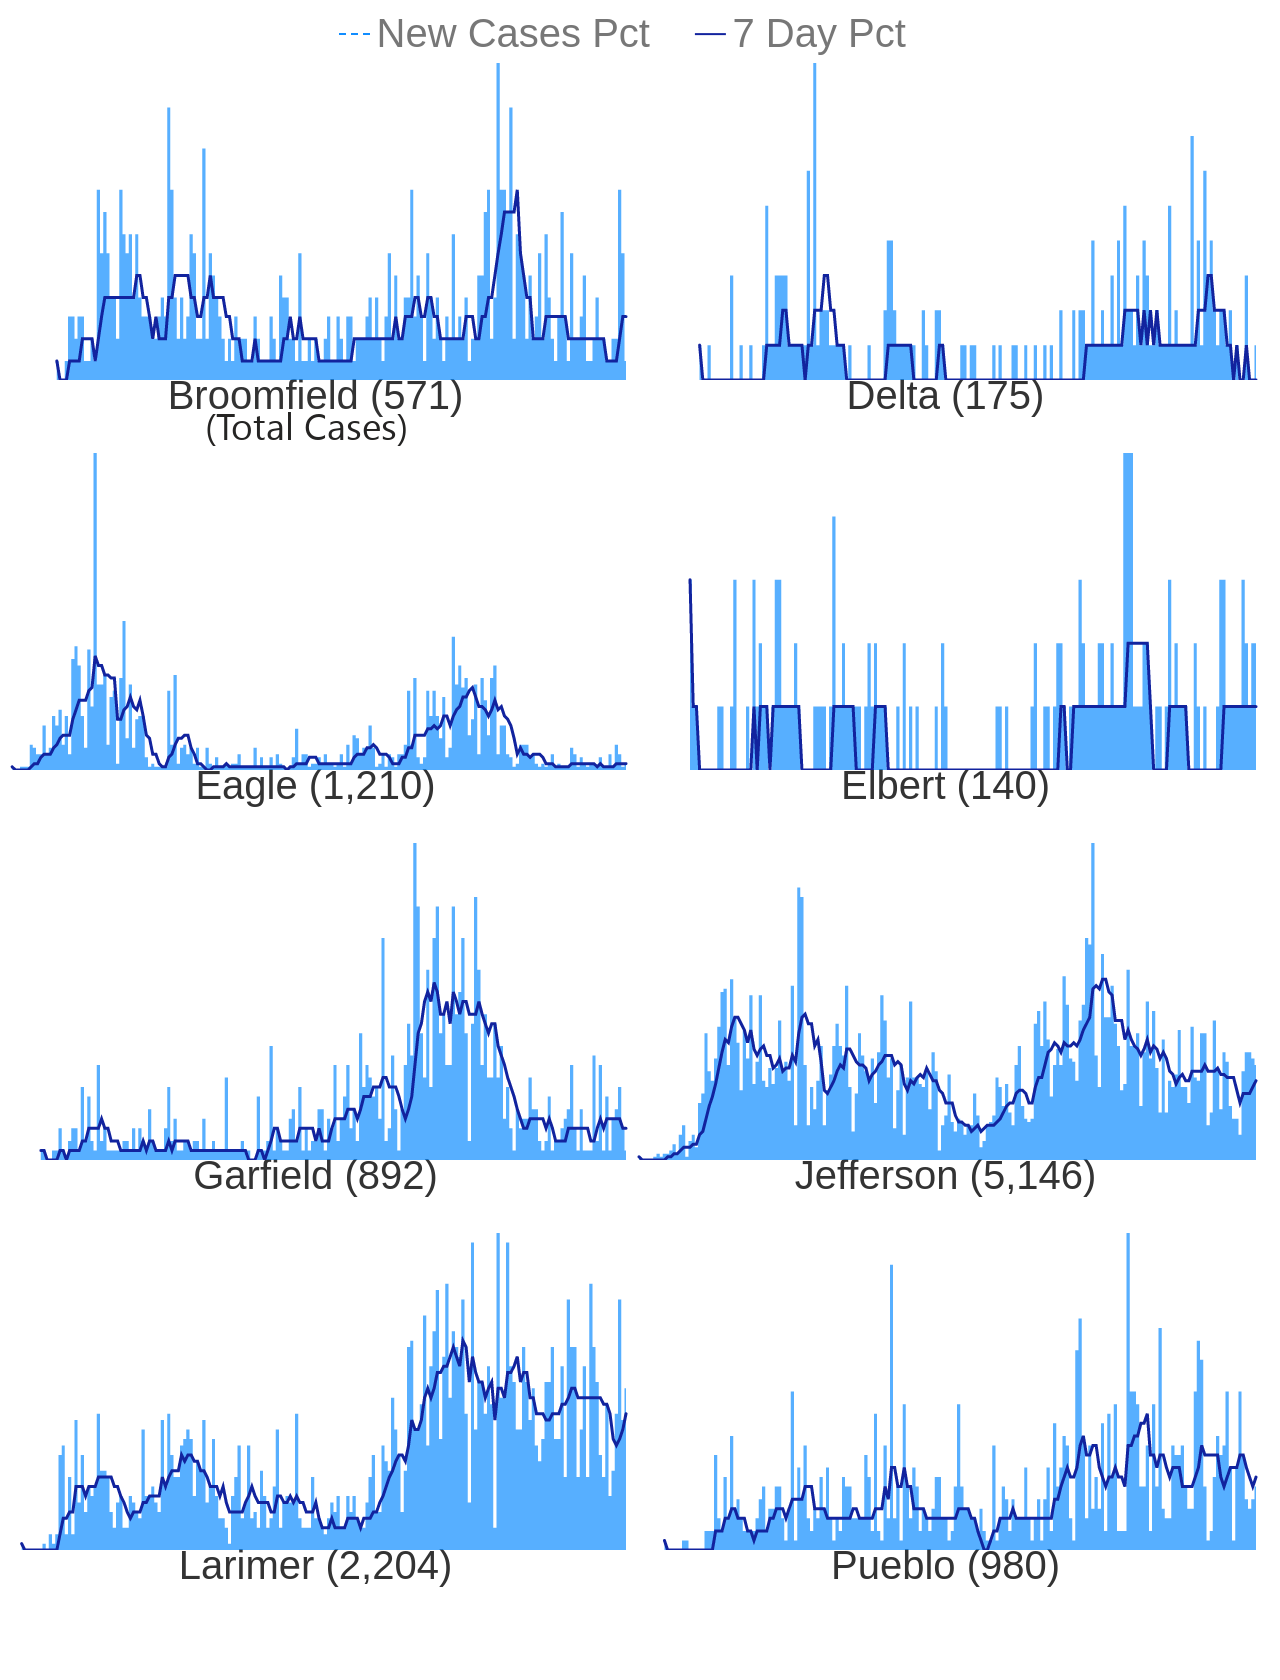 New Cases Pct 7 Day Pct
Broomfield (571)
(Total Cases)
Delta (175)
Eagle (1,210)
Elbert (140)
Garfield (892)
Jefferson (5,146)
Larimer (2,204)
Pueblo (980)